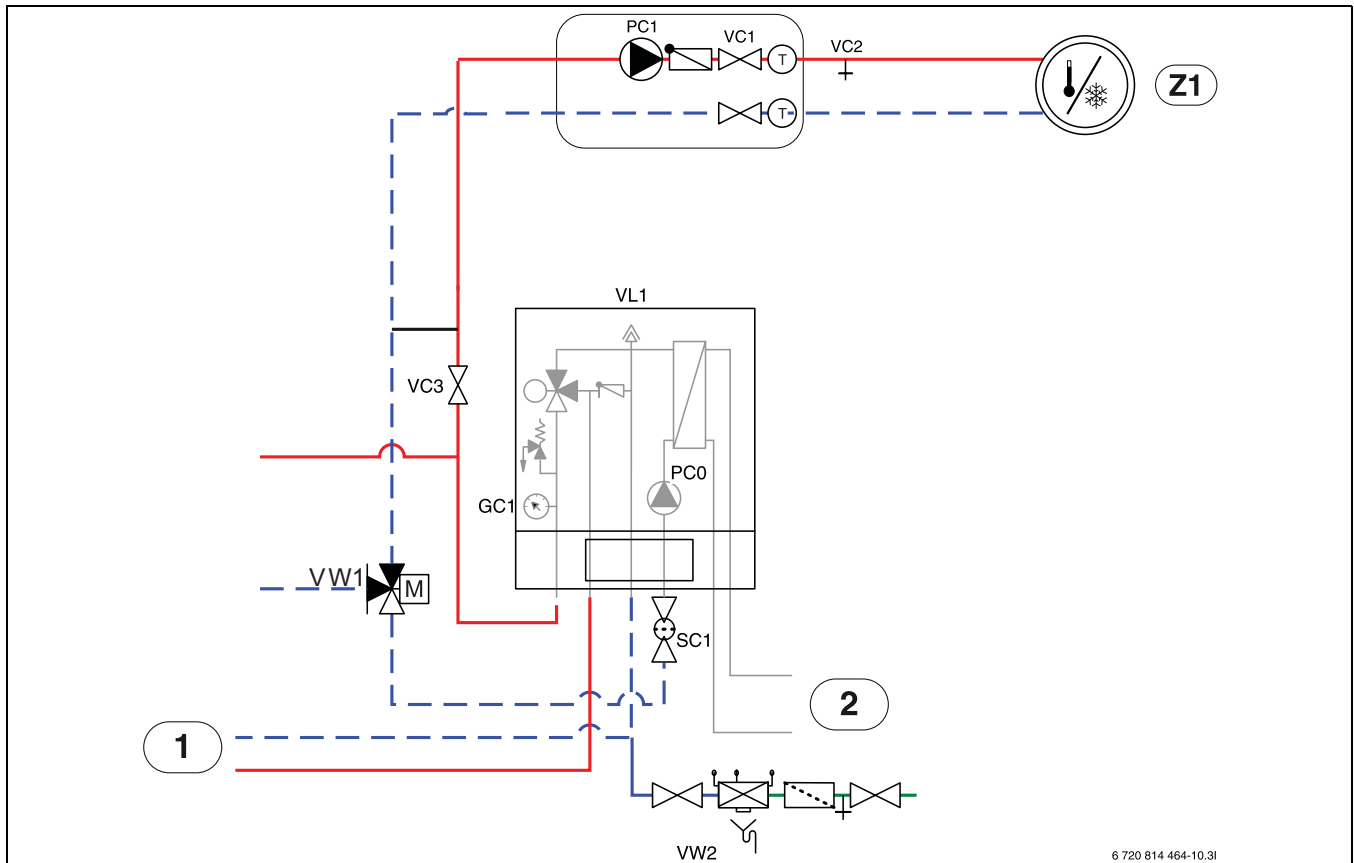 PC1
VC1
VC2
T
T
Z1
VL1
VC3
PC0
GC1
VW1
M
SC1
2
1
VW2
6 720 814 464-10.3I